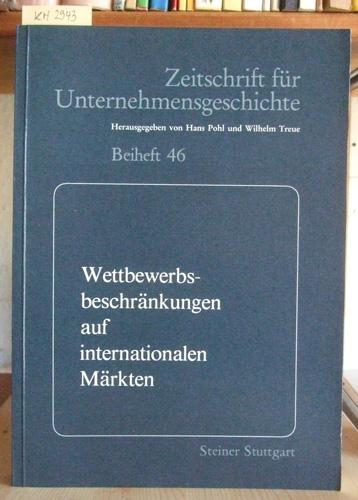 KH 2943
Zeitschrift für
Unternehmensgeschichte
Herausgegeben von Hans Pohl und Wilhelm Treue
Beiheft 46
Wettbewerbs-
beschränkungen
auf
internationalen
Märkten
Steiner Stuttgart